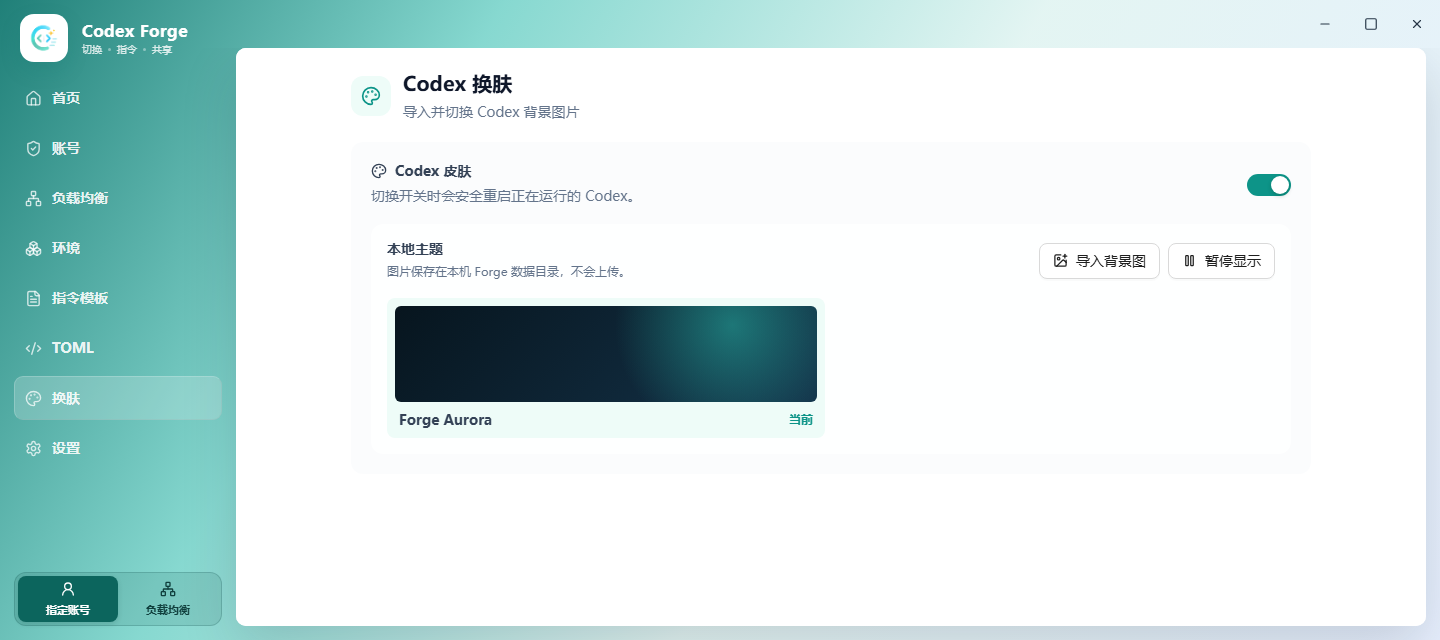 Codex Forge
切换 • 指令 • 共享
首页
账号
负载均衡
环境
指令模板
TOML
换肤
设置
指定账号
负载均衡
Codex 换肤
导入并切换 Codex 背景图片
Codex 皮肤
切换开关时会安全重启正在运行的 Codex。
本地主题
图片保存在本机 Forge 数据目录，不会上传。
导入背景图
暂停显示
Forge Aurora
当前